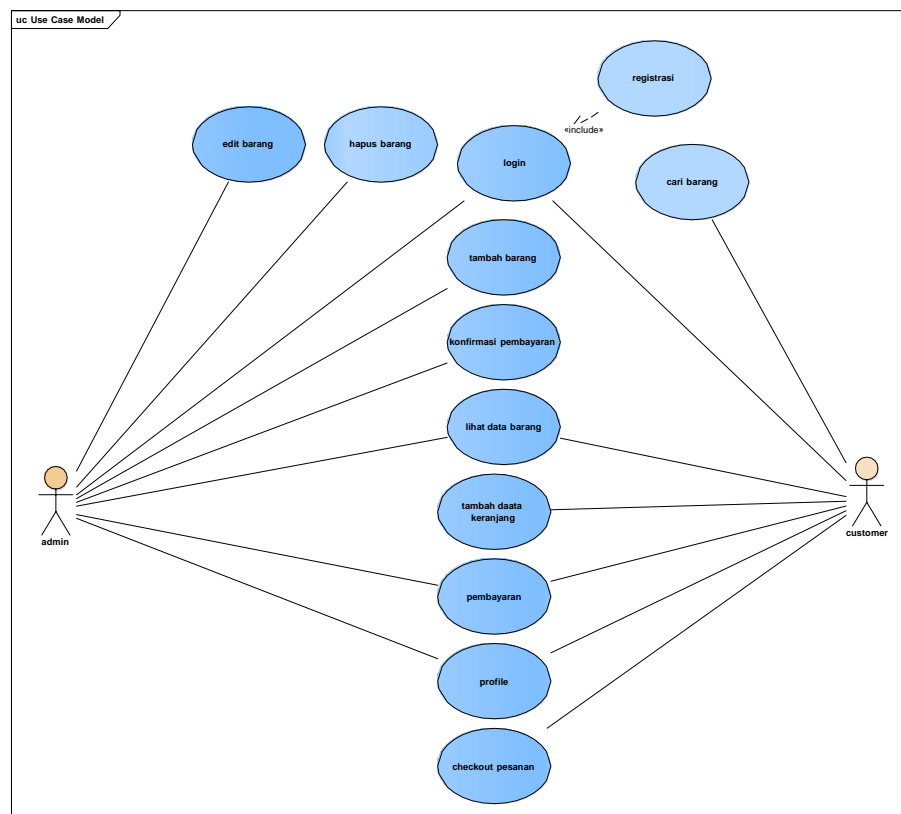 uc Use Case Model
registrasi
«include»
edit barang
hapus barang
login
cari barang
tambah barang
konfirmasi pembayaran
lihat data barang
tambah daata
keranjang
admin
customer
pembayaran
profile
checkout pesanan